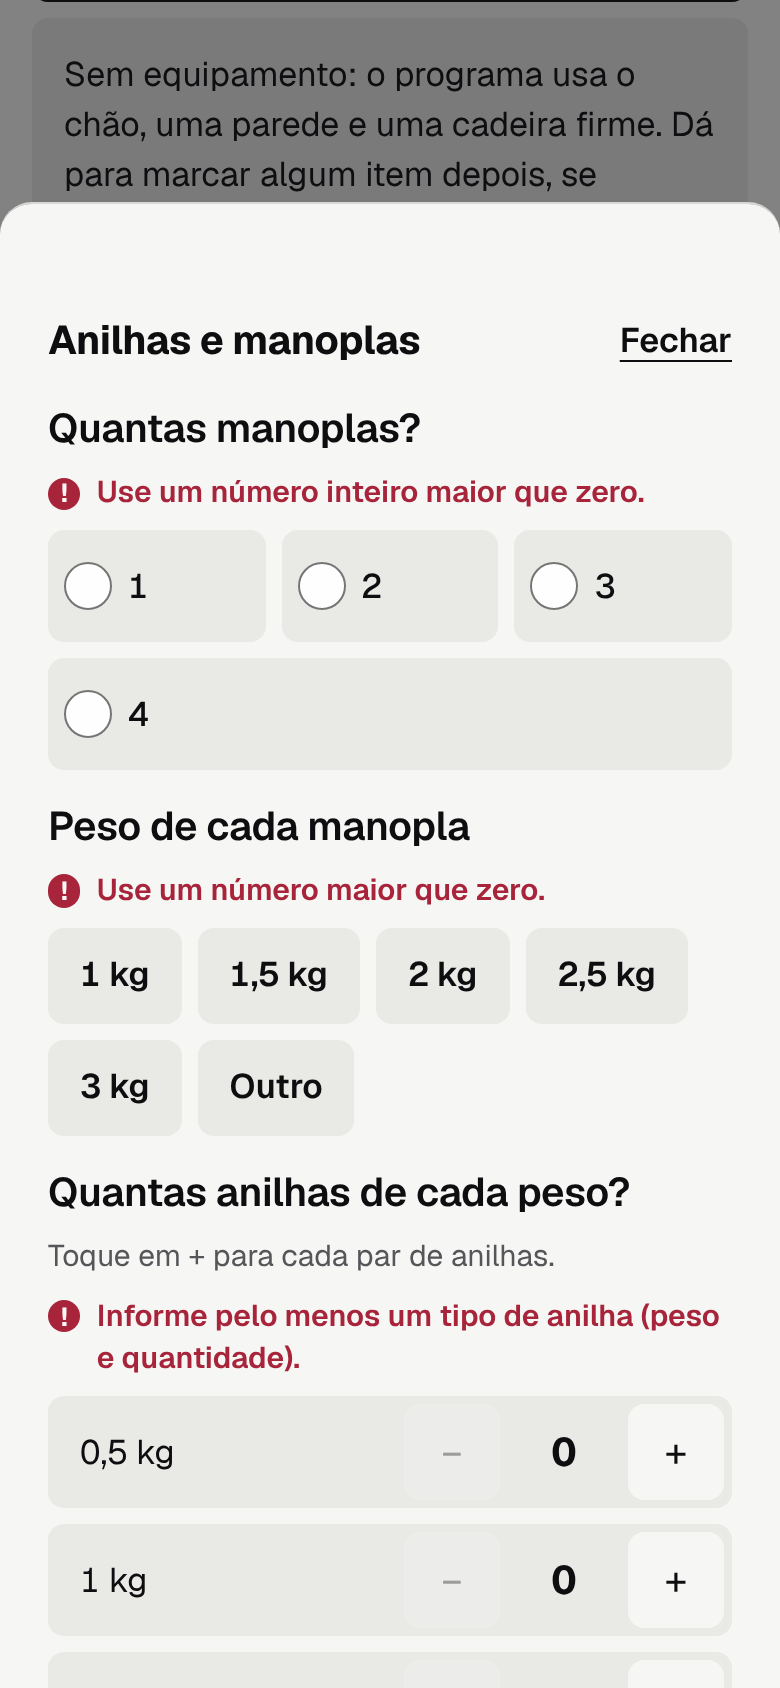 Sem equipamento: o programa usa o
chão, uma parede e uma cadeira firme. Dá
para marcar algum item depois, se
Anilhas e manoplas
Fechar
Quantas manoplas?
! Use um número inteiro maior que zero.
1
2
3
4
Peso de cada manopla
! Use um número maior que zero.
1 kg
1,5 kg
2 kg
2,5 kg
3 kg
Outro
Quantas anilhas de cada peso?
Toque em + para cada par de anilhas.
! Informe pelo menos um tipo de anilha (peso
e quantidade).
0,5 kg − 0 +
1 kg − 0 +